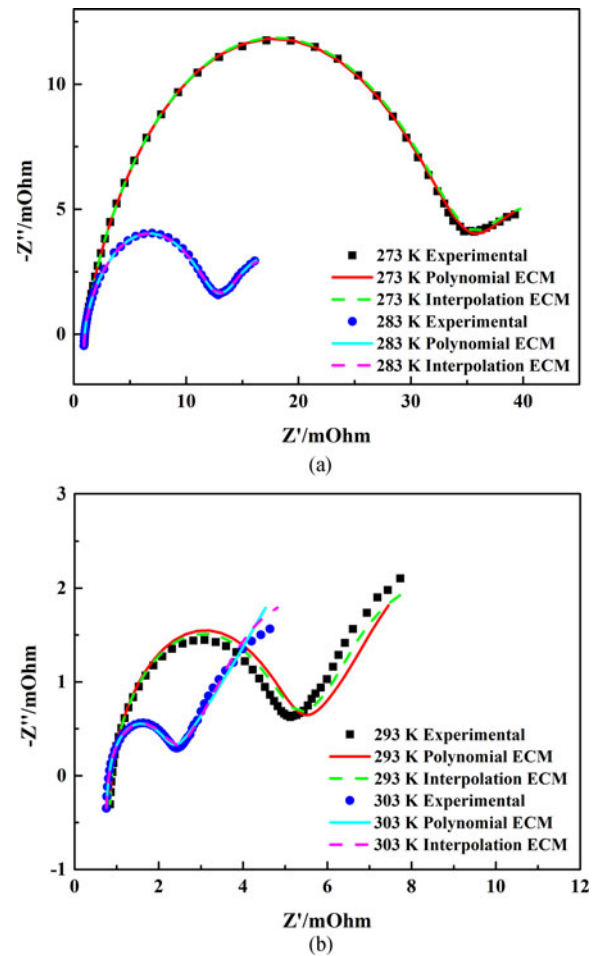 10
5
0
-Z''/mOhm
273 K Experimental
273 K Polynomial ECM
273 K Interpolation ECM
283 K Experimental
283 K Polynomial ECM
283 K Interpolation ECM
0 10 20 30 40
Z'/mOhm
(a)
3
2
1
0
-1
-Z''/mOhm
293 K Experimental
293 K Polynomial ECM
293 K Interpolation ECM
303 K Experimental
303 K Polynomial ECM
303 K Interpolation ECM
0 2 4 6 8 10 12
Z'/mOhm
(b)